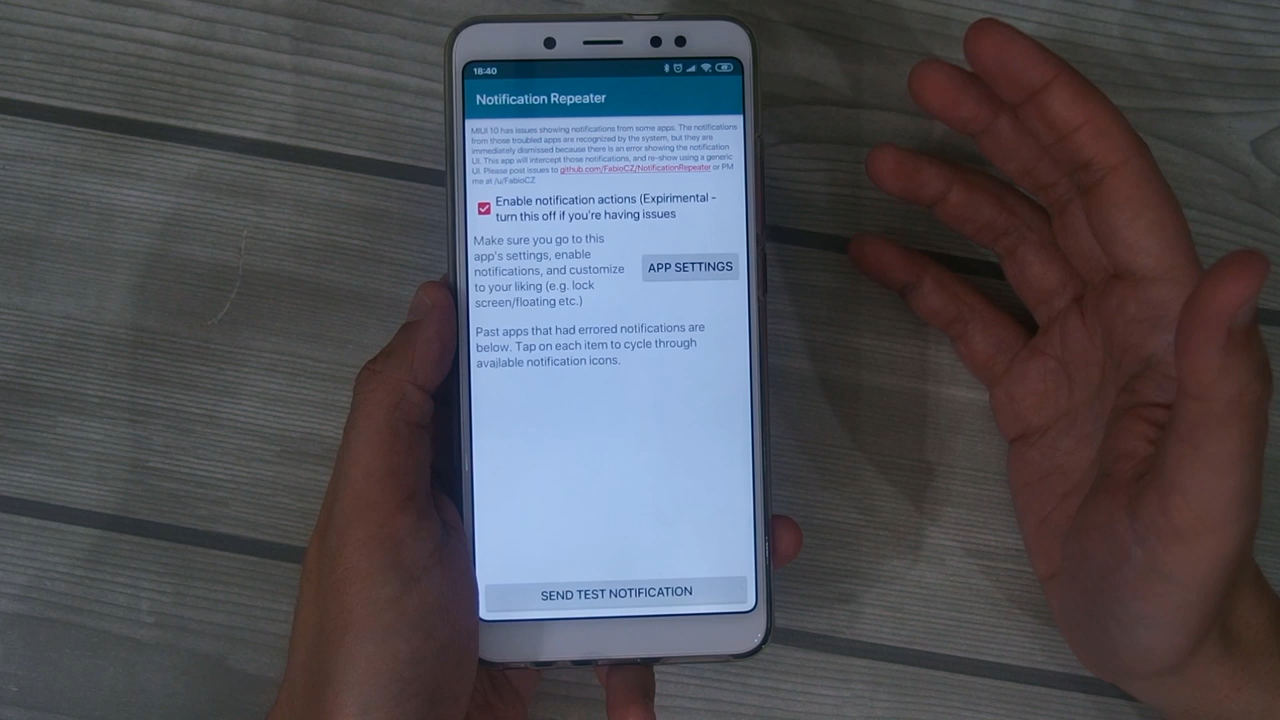 18:40
Notification Repeater
MIUI 10 has issues showing notifications from some apps. The notifications
from those troubled apps are recognized by the system, but they are
immediately dismissed because there is an error showing the notification
UI. This app will intercept those notifications, and re-show using a generic
UI. Please post issues to github.com/FabioCZ/NotificationRepeater or PM
me at /u/FabioCZ
Enable notification actions (Expirimental -
turn this off if you're having issues
Make sure you go to this
app's settings, enable
notifications, and customize
to your liking (e.g. lock
screen/floating etc.)
APP SETTINGS
Past apps that had errored notifications are
below. Tap on each item to cycle through
available notification icons.
SEND TEST NOTIFICATION